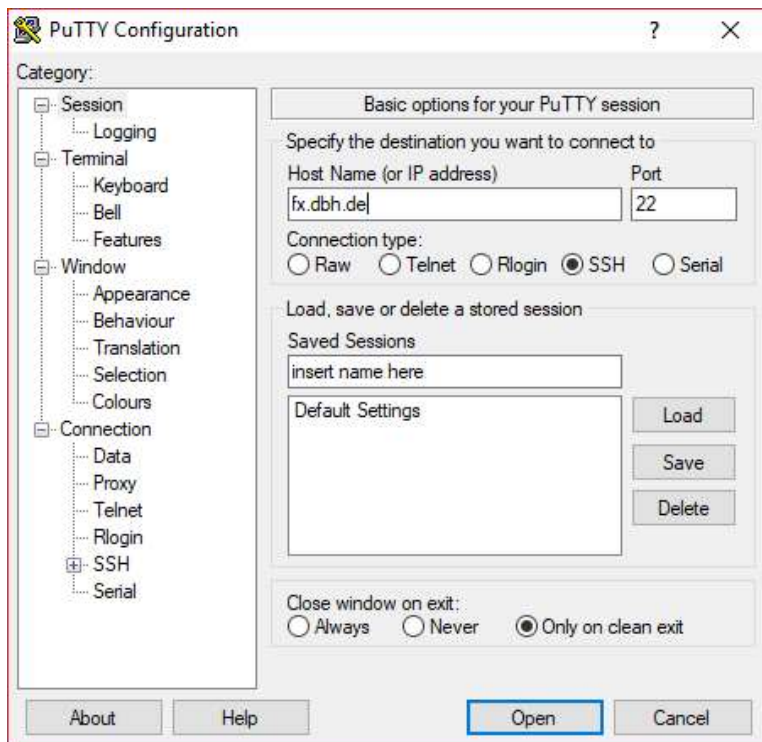 PuTTY Configuration
?
Category:
Session
Logging
Terminal
Keyboard
Bell
Features
Window
Appearance
Behaviour
Translation
Selection
Colours
Connection
Data
Proxy
Telnet
Rlogin
SSH
Serial
Basic options for your PuTTY session
Specify the destination you want to connect to
Host Name (or IP address) Port
fx.dbh.de 22
Connection type:
Raw Telnet Rlogin SSH Serial
Load, save or delete a stored session
Saved Sessions
insert name here
Default Settings
Load
Save
Delete
Close window on exit:
Always Never Only on clean exit
About Help Open Cancel